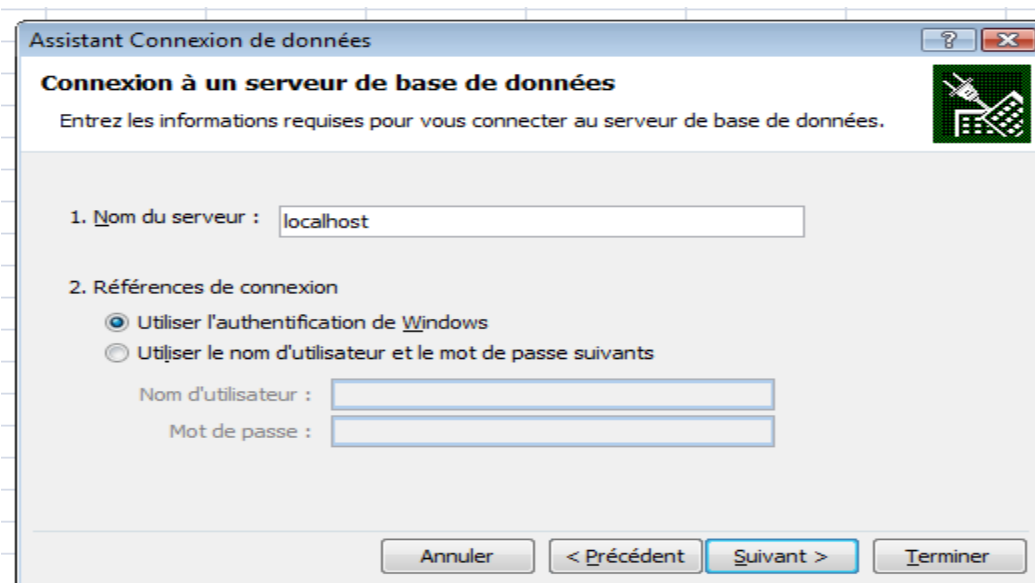 Assistant Connexion de données
Connexion à un serveur de base de données
Entrez les informations requises pour vous connecter au serveur de base de données.
1. Nom du serveur : localhost
2. Références de connexion
Utiliser l'authentification de Windows
Utiliser le nom d'utilisateur et le mot de passe suivants
Nom d'utilisateur :
Mot de passe :
Annuler < Précédent Suivant > Terminer